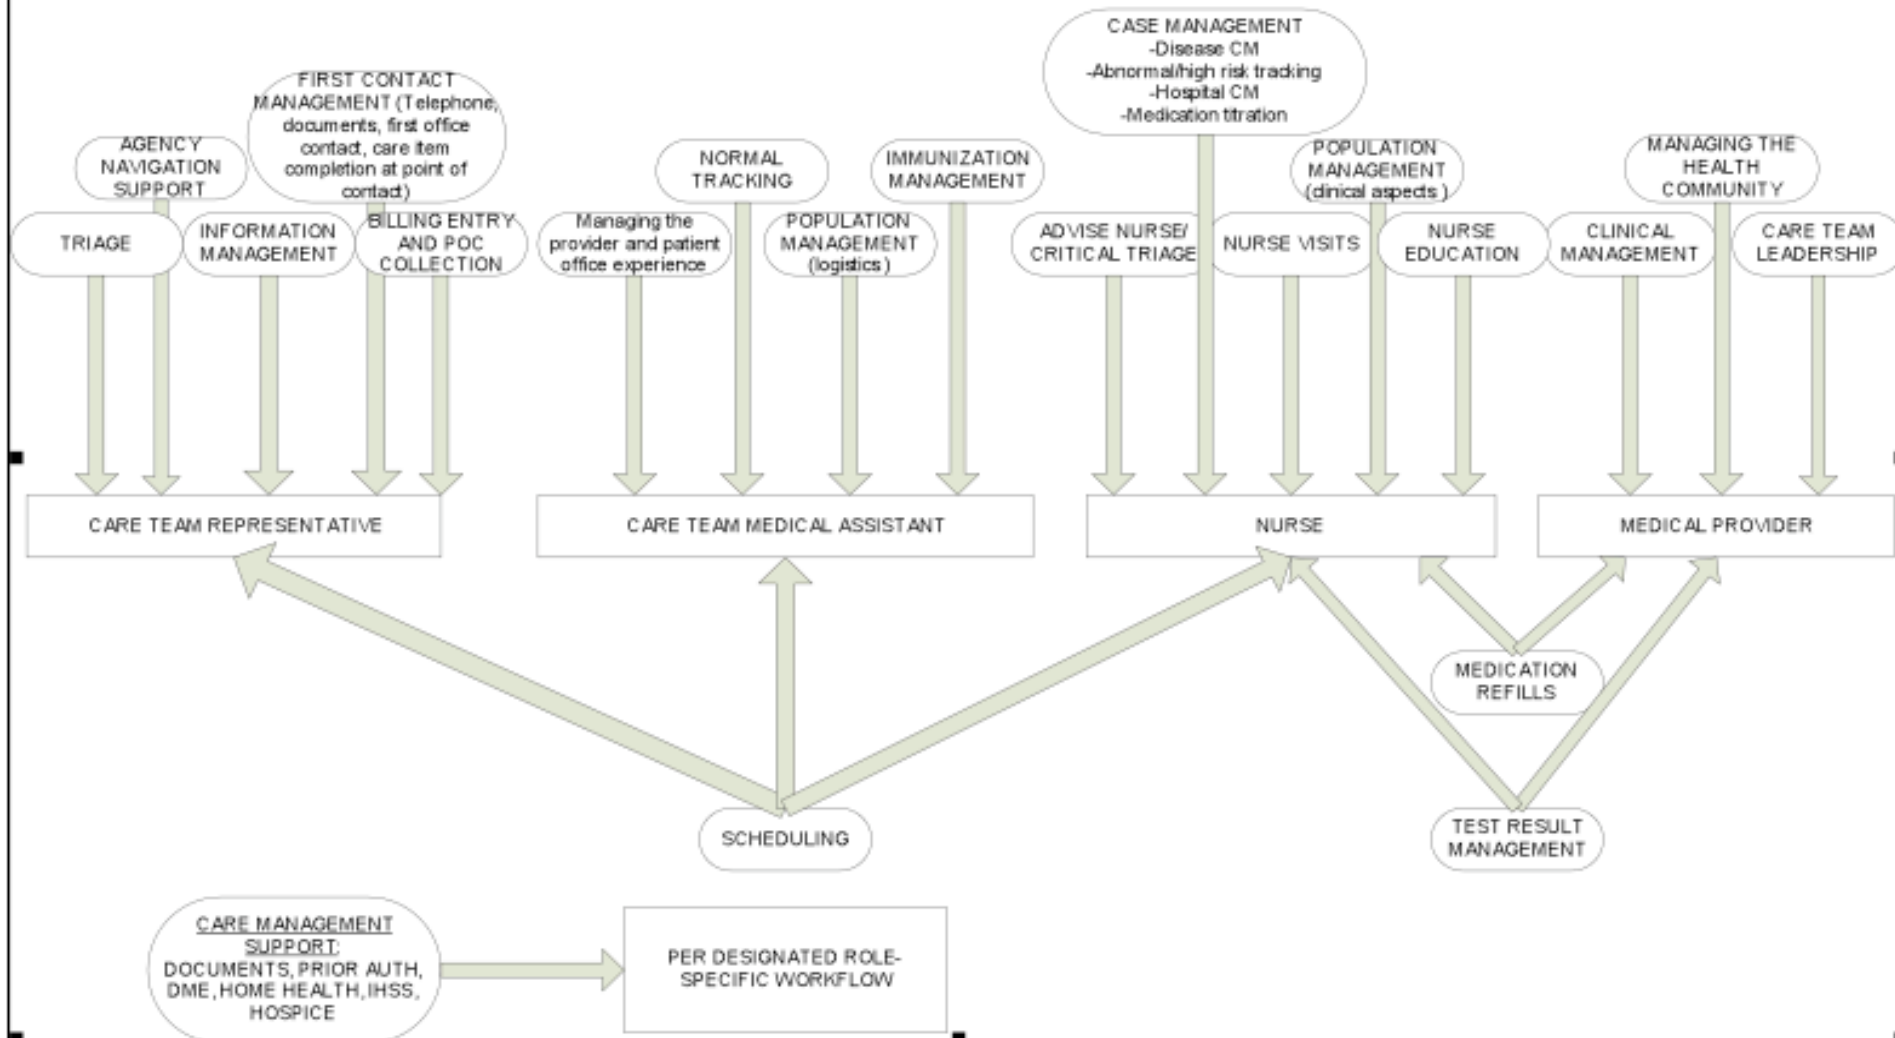 CASE MANAGEMENT
-Disease CM
-Abnormal/high risk tracking
-Hospital CM
-Medication titration
FIRST CONTACT
MANAGEMENT (Telephone,
documents, first office
contact, care item
completion at point of
contact)
AGENCY
NAVIGATION
SUPPORT
NORMAL
TRACKING
IMMUNIZATION
MANAGEMENT
POPULATION
MANAGEMENT
(clinical aspects )
MANAGING THE
HEALTH
COMMUNITY
TRIAGE
INFORMATION
MANAGEMENT
BILLING ENTRY
AND POC
COLLECTION
Managing the
provider and patient
office experience
POPULATION
MANAGEMENT
(logistics )
ADVISE NURSE/
CRITICAL TRIAGE
NURSE VISITS
NURSE
EDUCATION
CLINICAL
MANAGEMENT
CARE TEAM
LEADERSHIP
CARE TEAM REPRESENTATIVE
CARE TEAM MEDICAL ASSISTANT
NURSE
MEDICAL PROVIDER
MEDICATION
REFILLS
SCHEDULING
TEST RESULT
MANAGEMENT
CARE MANAGEMENT
SUPPORT:
DOCUMENTS, PRIOR AUTH,
DME, HOME HEALTH, IHSS,
HOSPICE
PER DESIGNATED ROLE-
SPECIFIC WORKFLOW